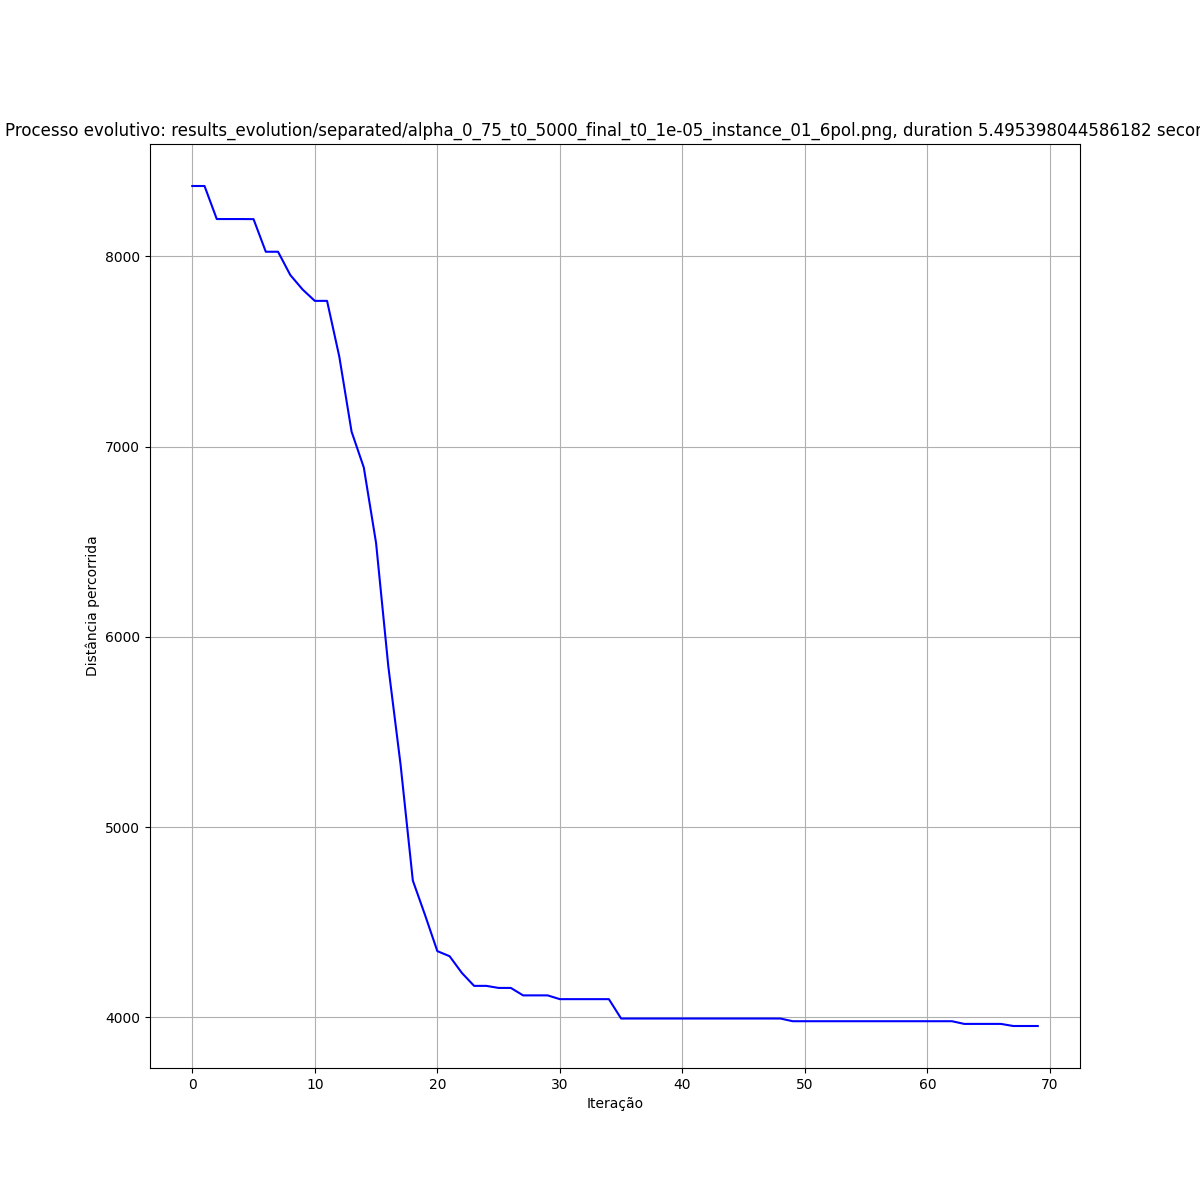 Processo evolutivo: results_evolution/separated/alpha_0_75_t0_5000_final_t0_1e-05_instance_01_6pol.png, duration 5.495398044586182
8000
7000
6000
5000
4000
Distância percorrida
0 10 20 30 40 50 60 70
Iteração